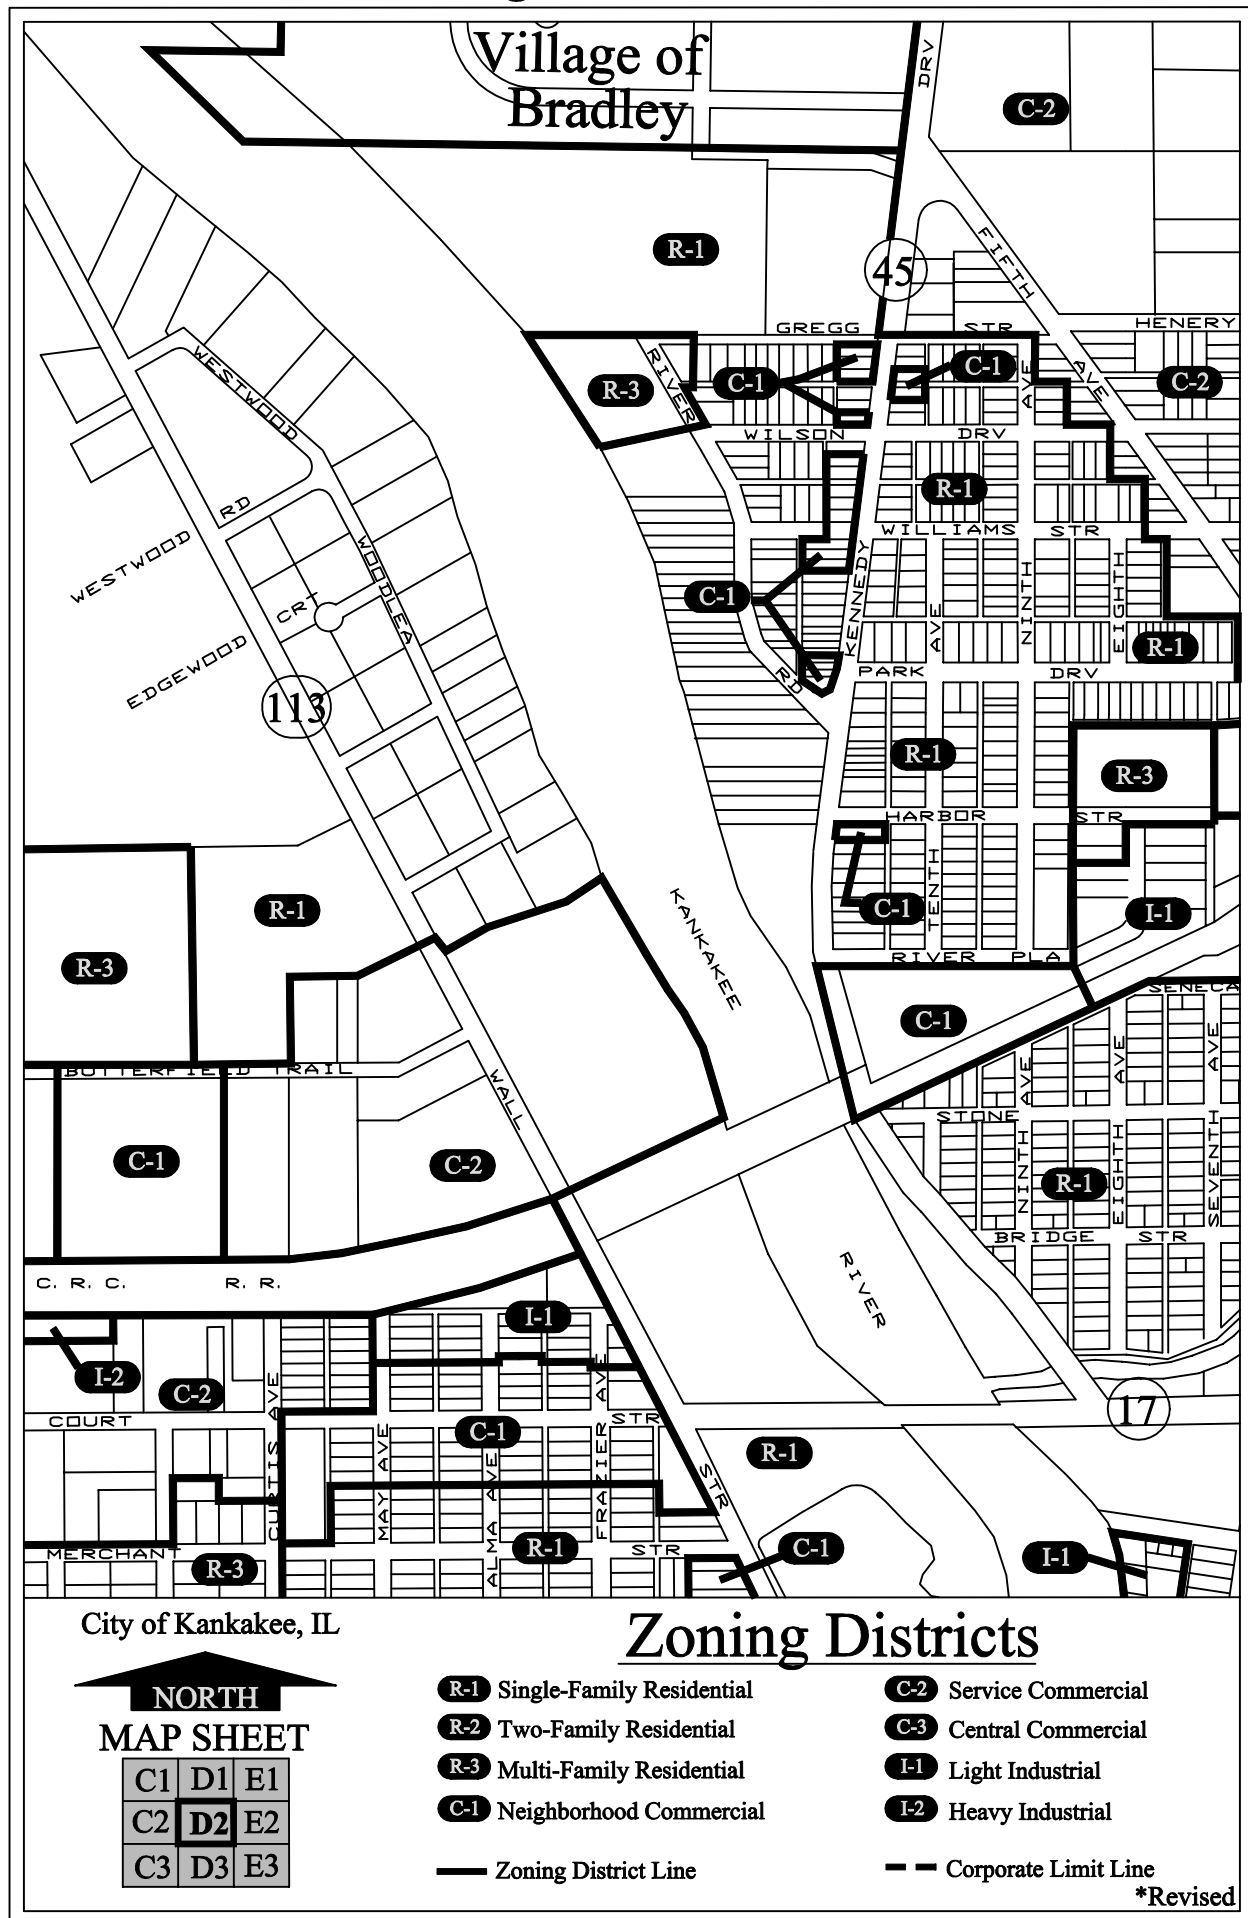 Village of
Bradley
DRV
C-2
R-1
45
FIFTH
AVE
GREGG STR
HENERY
RIVER
RD
R-3
C-1
C-1
C-2
WESTWOOD
WILSON DRV
AVE
R-1
WESTWOOD RD
WOODLEA
WILLIAMS STR
KENNEDY
C-1
EDGEWOOD CRT
AVE
NINTH
EIGHTH
R-1
113
PARK DRV
R-1
R-3
HARBOR STR
TENTH
C-1
I-1
R-1
KANKAKEE
R-3
RIVER PLA
SENECA
C-1
BUTTERFIELD TRAIL
WALL
AVE
AVE
AVE
STONE
C-1
C-2
NINTH
EIGHTH
SEVENTH
R-1
BRIDGE STR
RIVER
C. R. C. R. R.
I-1
I-2
C-2
CURTIS AVE
COURT
STR
C-1
MAY AVE
ALMA AVE
FRAZIER AVE
17
R-1
STR
MERCHANT
STR
R-3
R-1
C-1
I-1
City of Kankakee, IL
NORTH
MAP SHEET
C1 D1 E1
C2 D2 E2
C3 D3 E3
Zoning Districts
R-1 Single-Family Residential
R-2 Two-Family Residential
R-3 Multi-Family Residential
C-1 Neighborhood Commercial
Zoning District Line
C-2 Service Commercial
C-3 Central Commercial
I-1 Light Industrial
I-2 Heavy Industrial
Corporate Limit Line
*Revised